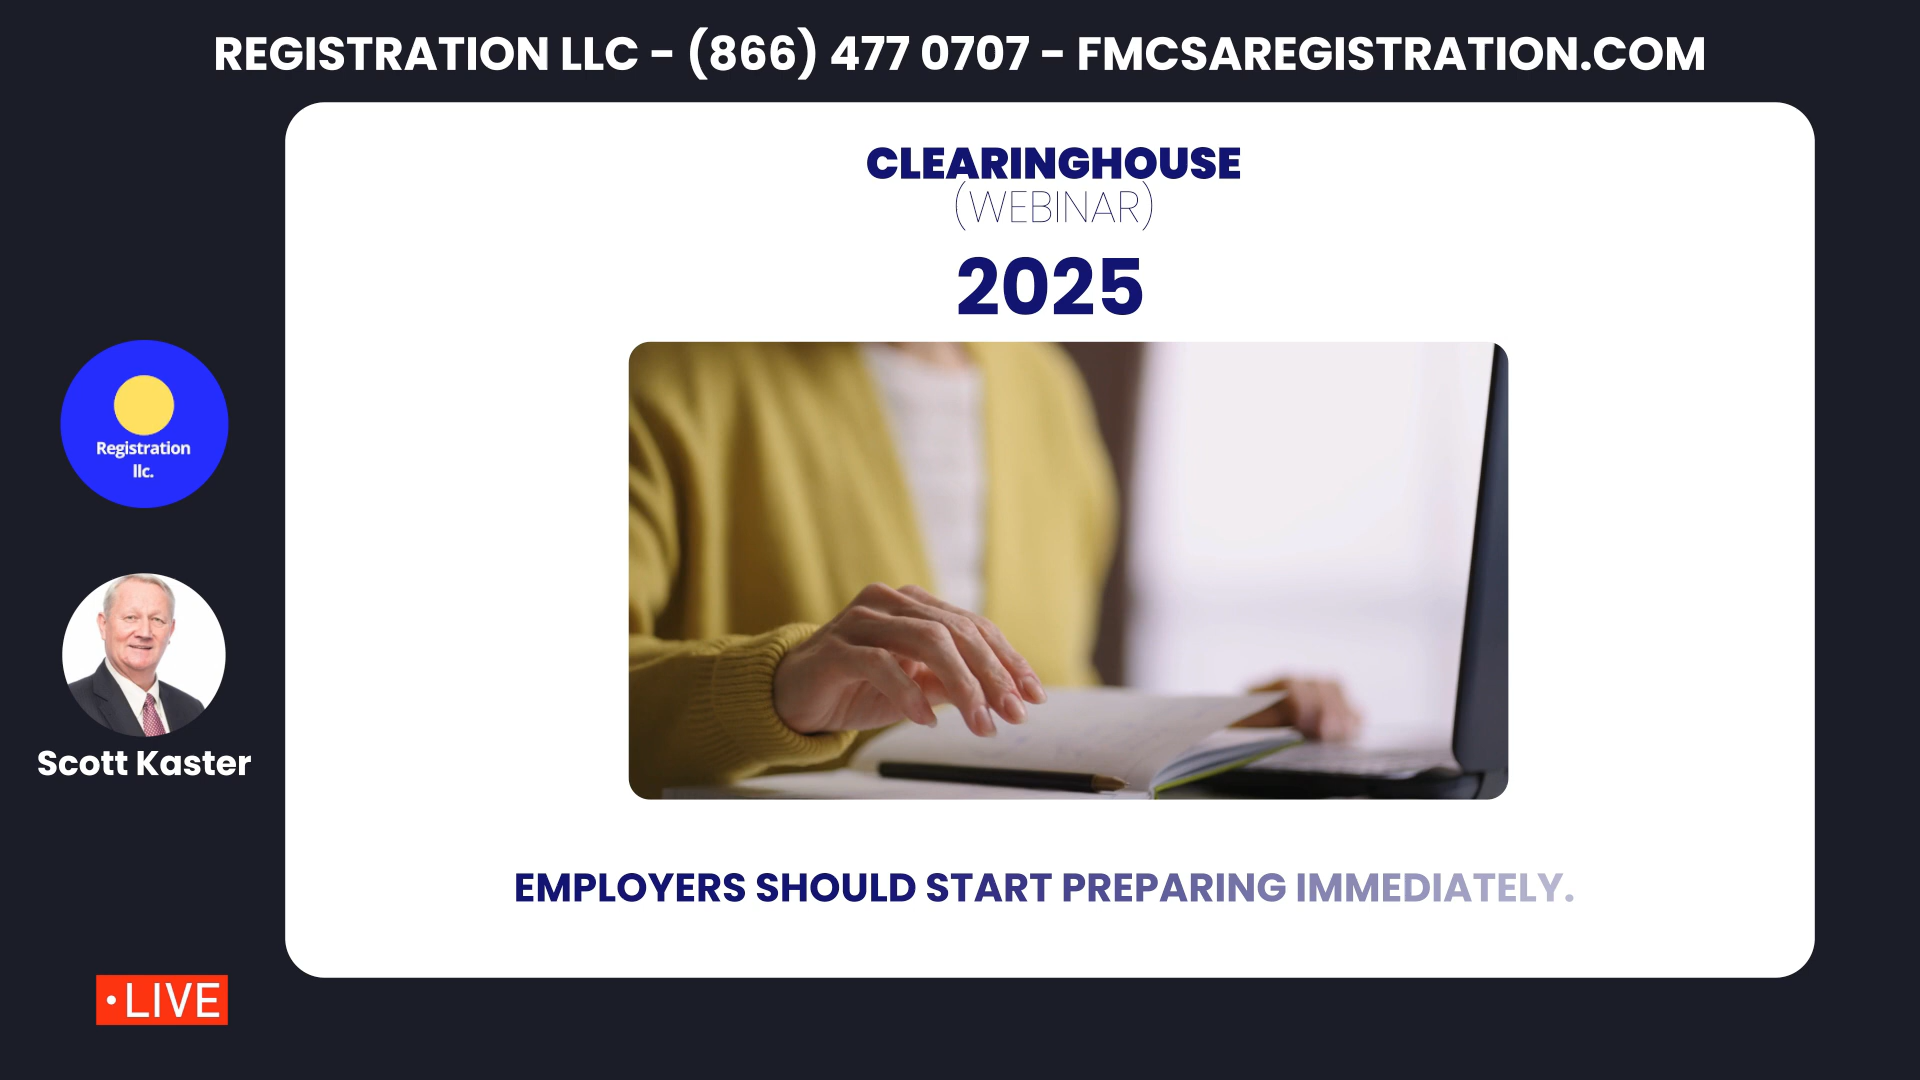 REGISTRATION LLC - (866) 477 0707 - FMCSAREGISTRATION.COM
CLEARINGHOUSE
(WEBINAR)
2025
Registration
llc.
Scott Kaster
EMPLOYERS SHOULD START PREPARING IMMEDIATELY.
• LIVE